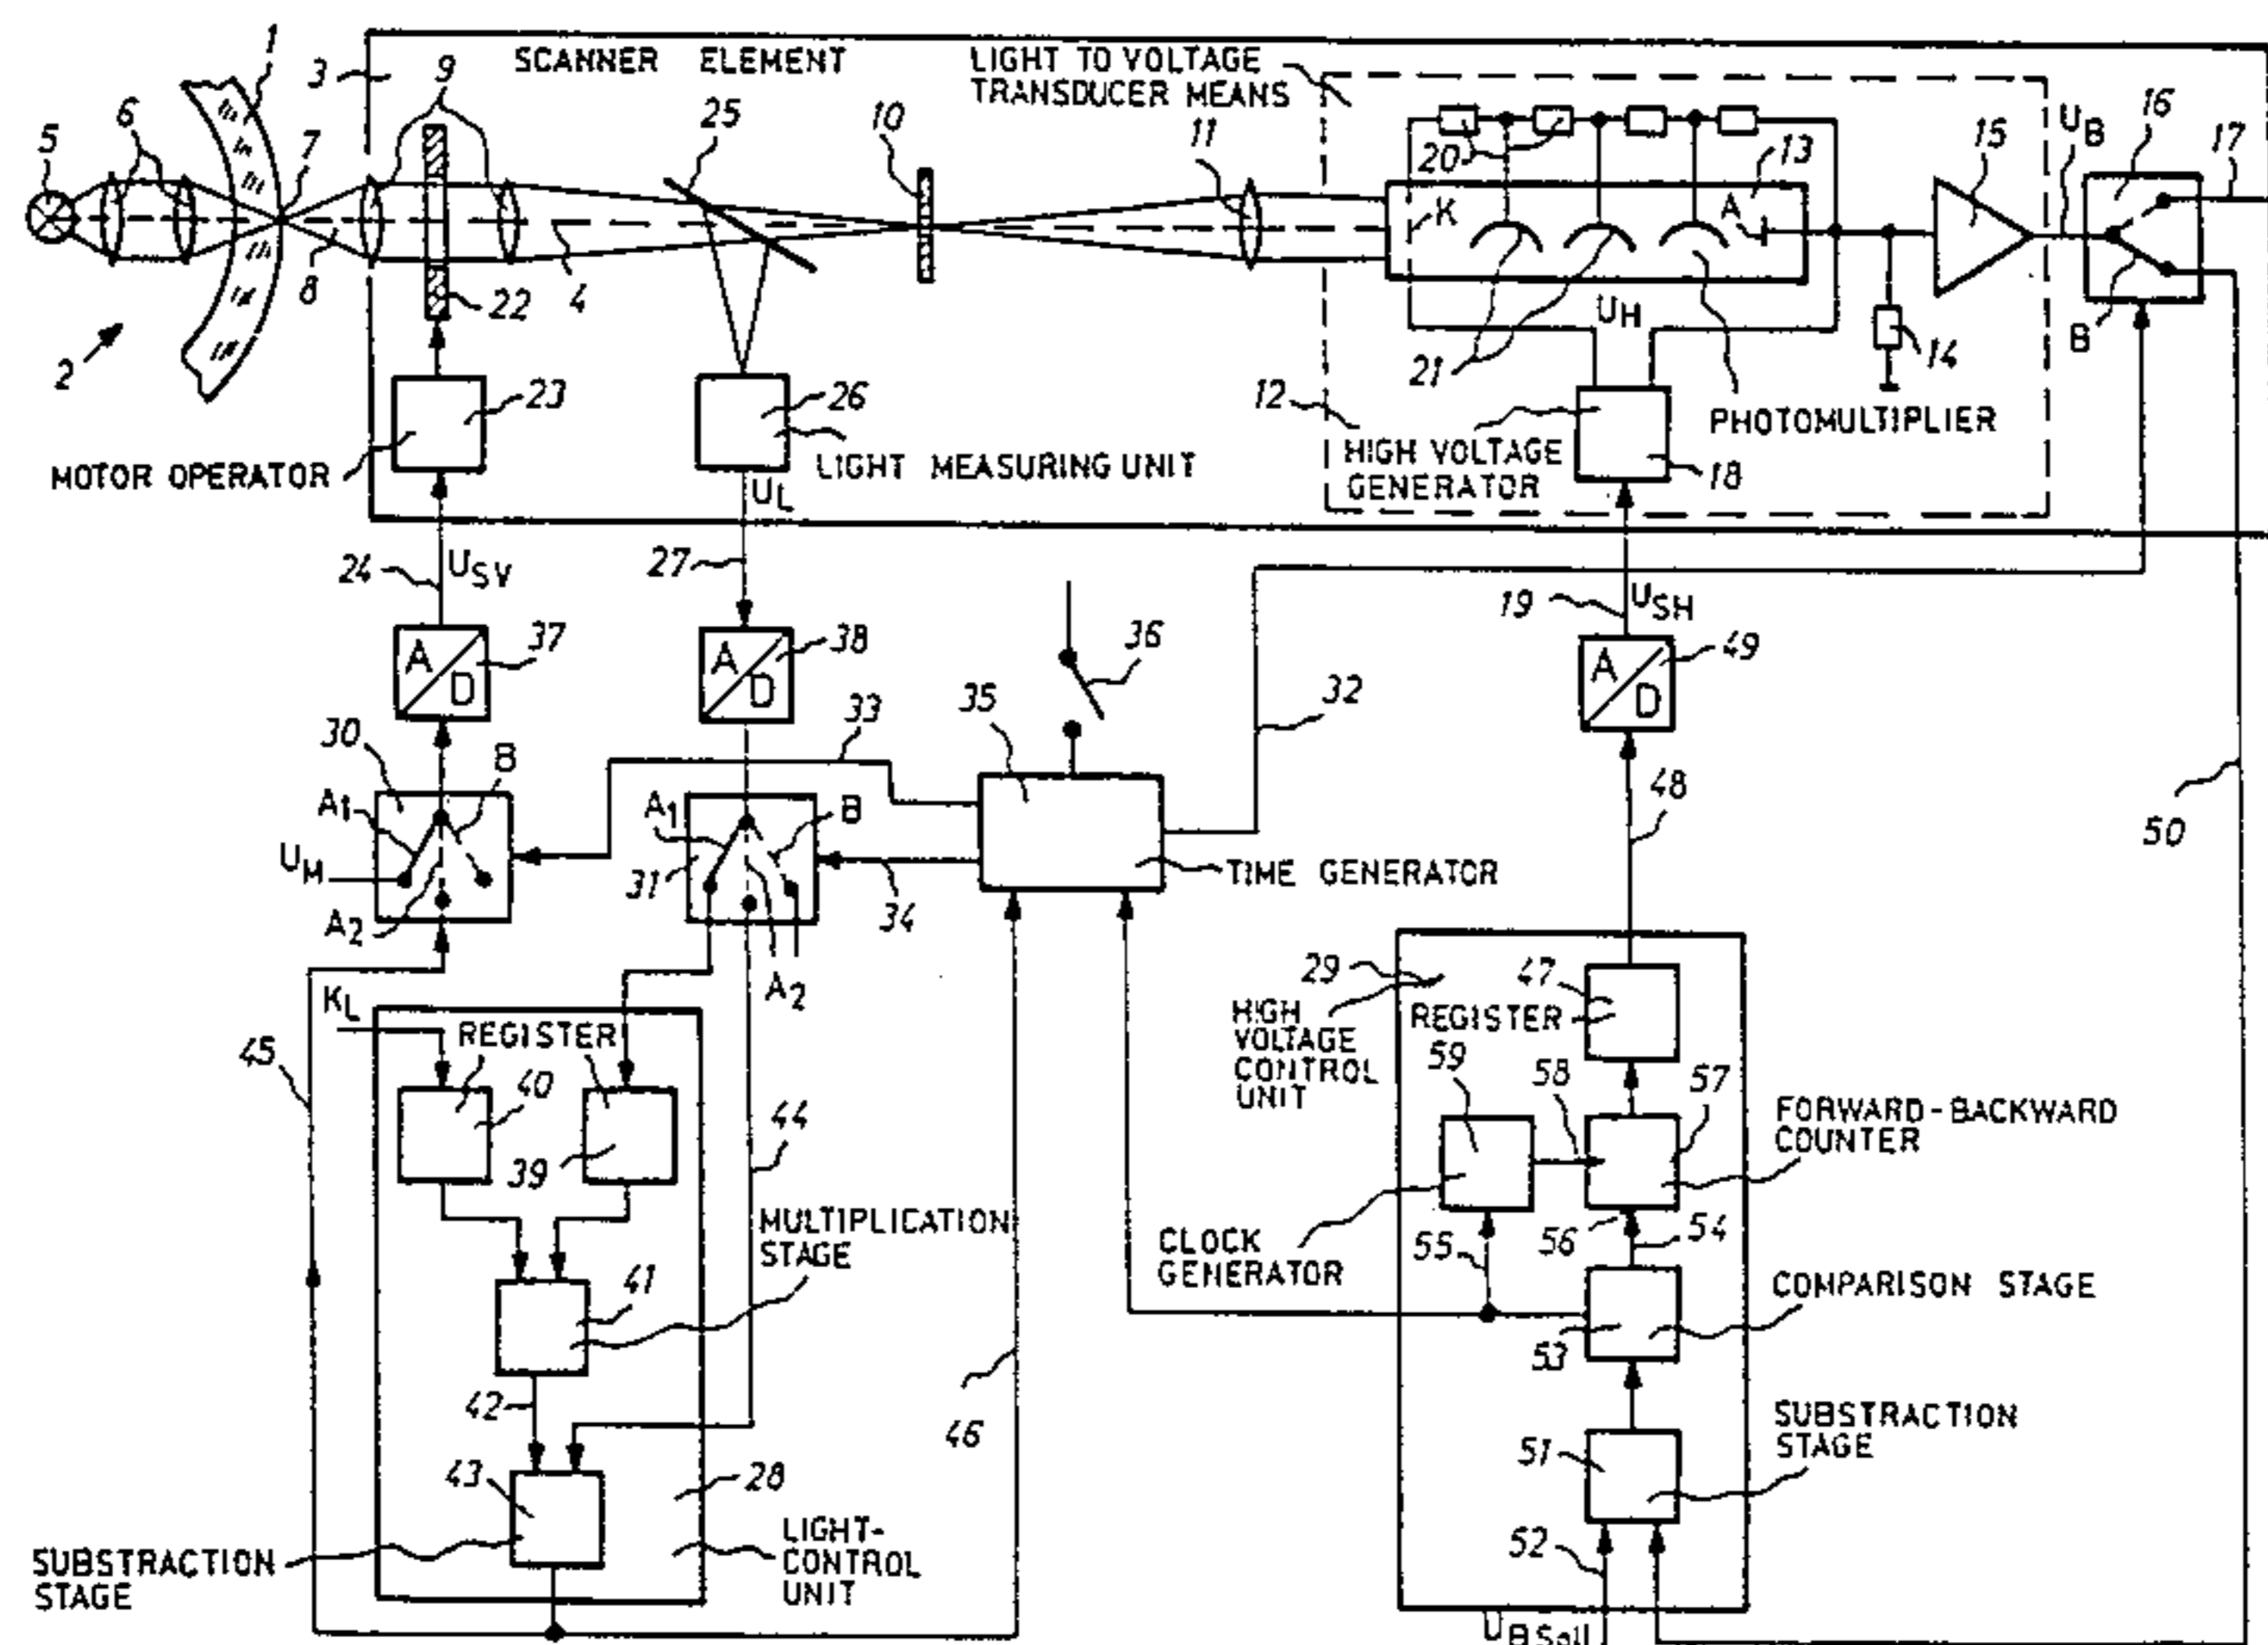 1
3
SCANNER ELEMENT
9
LIGHT TO VOLTAGE
TRANSDUCER MEANS
5
6
7
25
10
11
20
13
15
UB
16
17
K
A
8
22
4
UH
B
14
2
23
26
21
12
PHOTOMULTIPLIER
MOTOR OPERATOR
LIGHT MEASURING UNIT
HIGH VOLTAGE
GENERATOR
18
UL
24
USV
27
19
USH
36
A
D
37
A
D
38
A
D
49
30
33
35
32
B
A1
A1
B
48
50
UM
31
TIME GENERATOR
A2
34
A2
29
47
KL
REGISTER
HIGH
VOLTAGE
CONTROL
UNIT
REGISTER
45
40
59
58
57
44
39
FORWARD-BACKWARD
COUNTER
MULTIPLICATION
STAGE
CLOCK
GENERATOR
55
56
54
41
COMPARISON STAGE
53
42
46
SUBSTRACTION
STAGE
51
43
28
SUBSTRACTION
STAGE
LIGHT-
CONTROL
UNIT
52
UBSoll